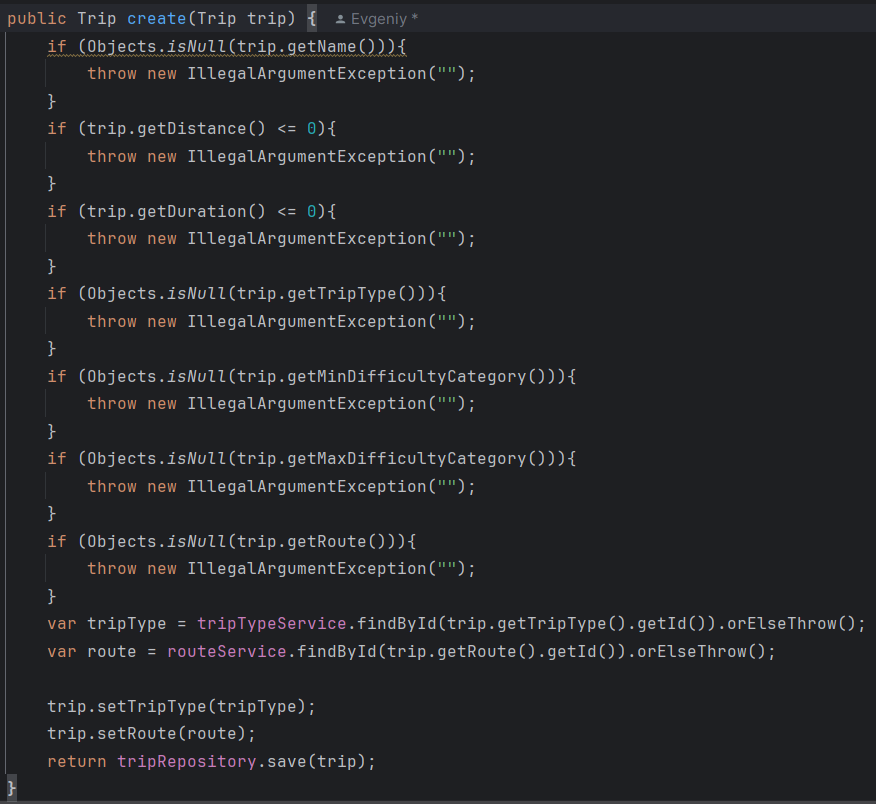 public Trip create(Trip trip) { Evgeniy *
    if (Objects.isNull(trip.getName())){
        throw new IllegalArgumentException("");
    }
    if (trip.getDistance() <= 0){
        throw new IllegalArgumentException("");
    }
    if (trip.getDuration() <= 0){
        throw new IllegalArgumentException("");
    }
    if (Objects.isNull(trip.getTripType())){
        throw new IllegalArgumentException("");
    }
    if (Objects.isNull(trip.getMinDifficultyCategory())){
        throw new IllegalArgumentException("");
    }
    if (Objects.isNull(trip.getMaxDifficultyCategory())){
        throw new IllegalArgumentException("");
    }
    if (Objects.isNull(trip.getRoute())){
        throw new IllegalArgumentException("");
    }
    var tripType = tripTypeService.findById(trip.getTripType().getId()).orElseThrow();
    var route = routeService.findById(trip.getRoute().getId()).orElseThrow();

    trip.setTripType(tripType);
    trip.setRoute(route);
    return tripRepository.save(trip);
}